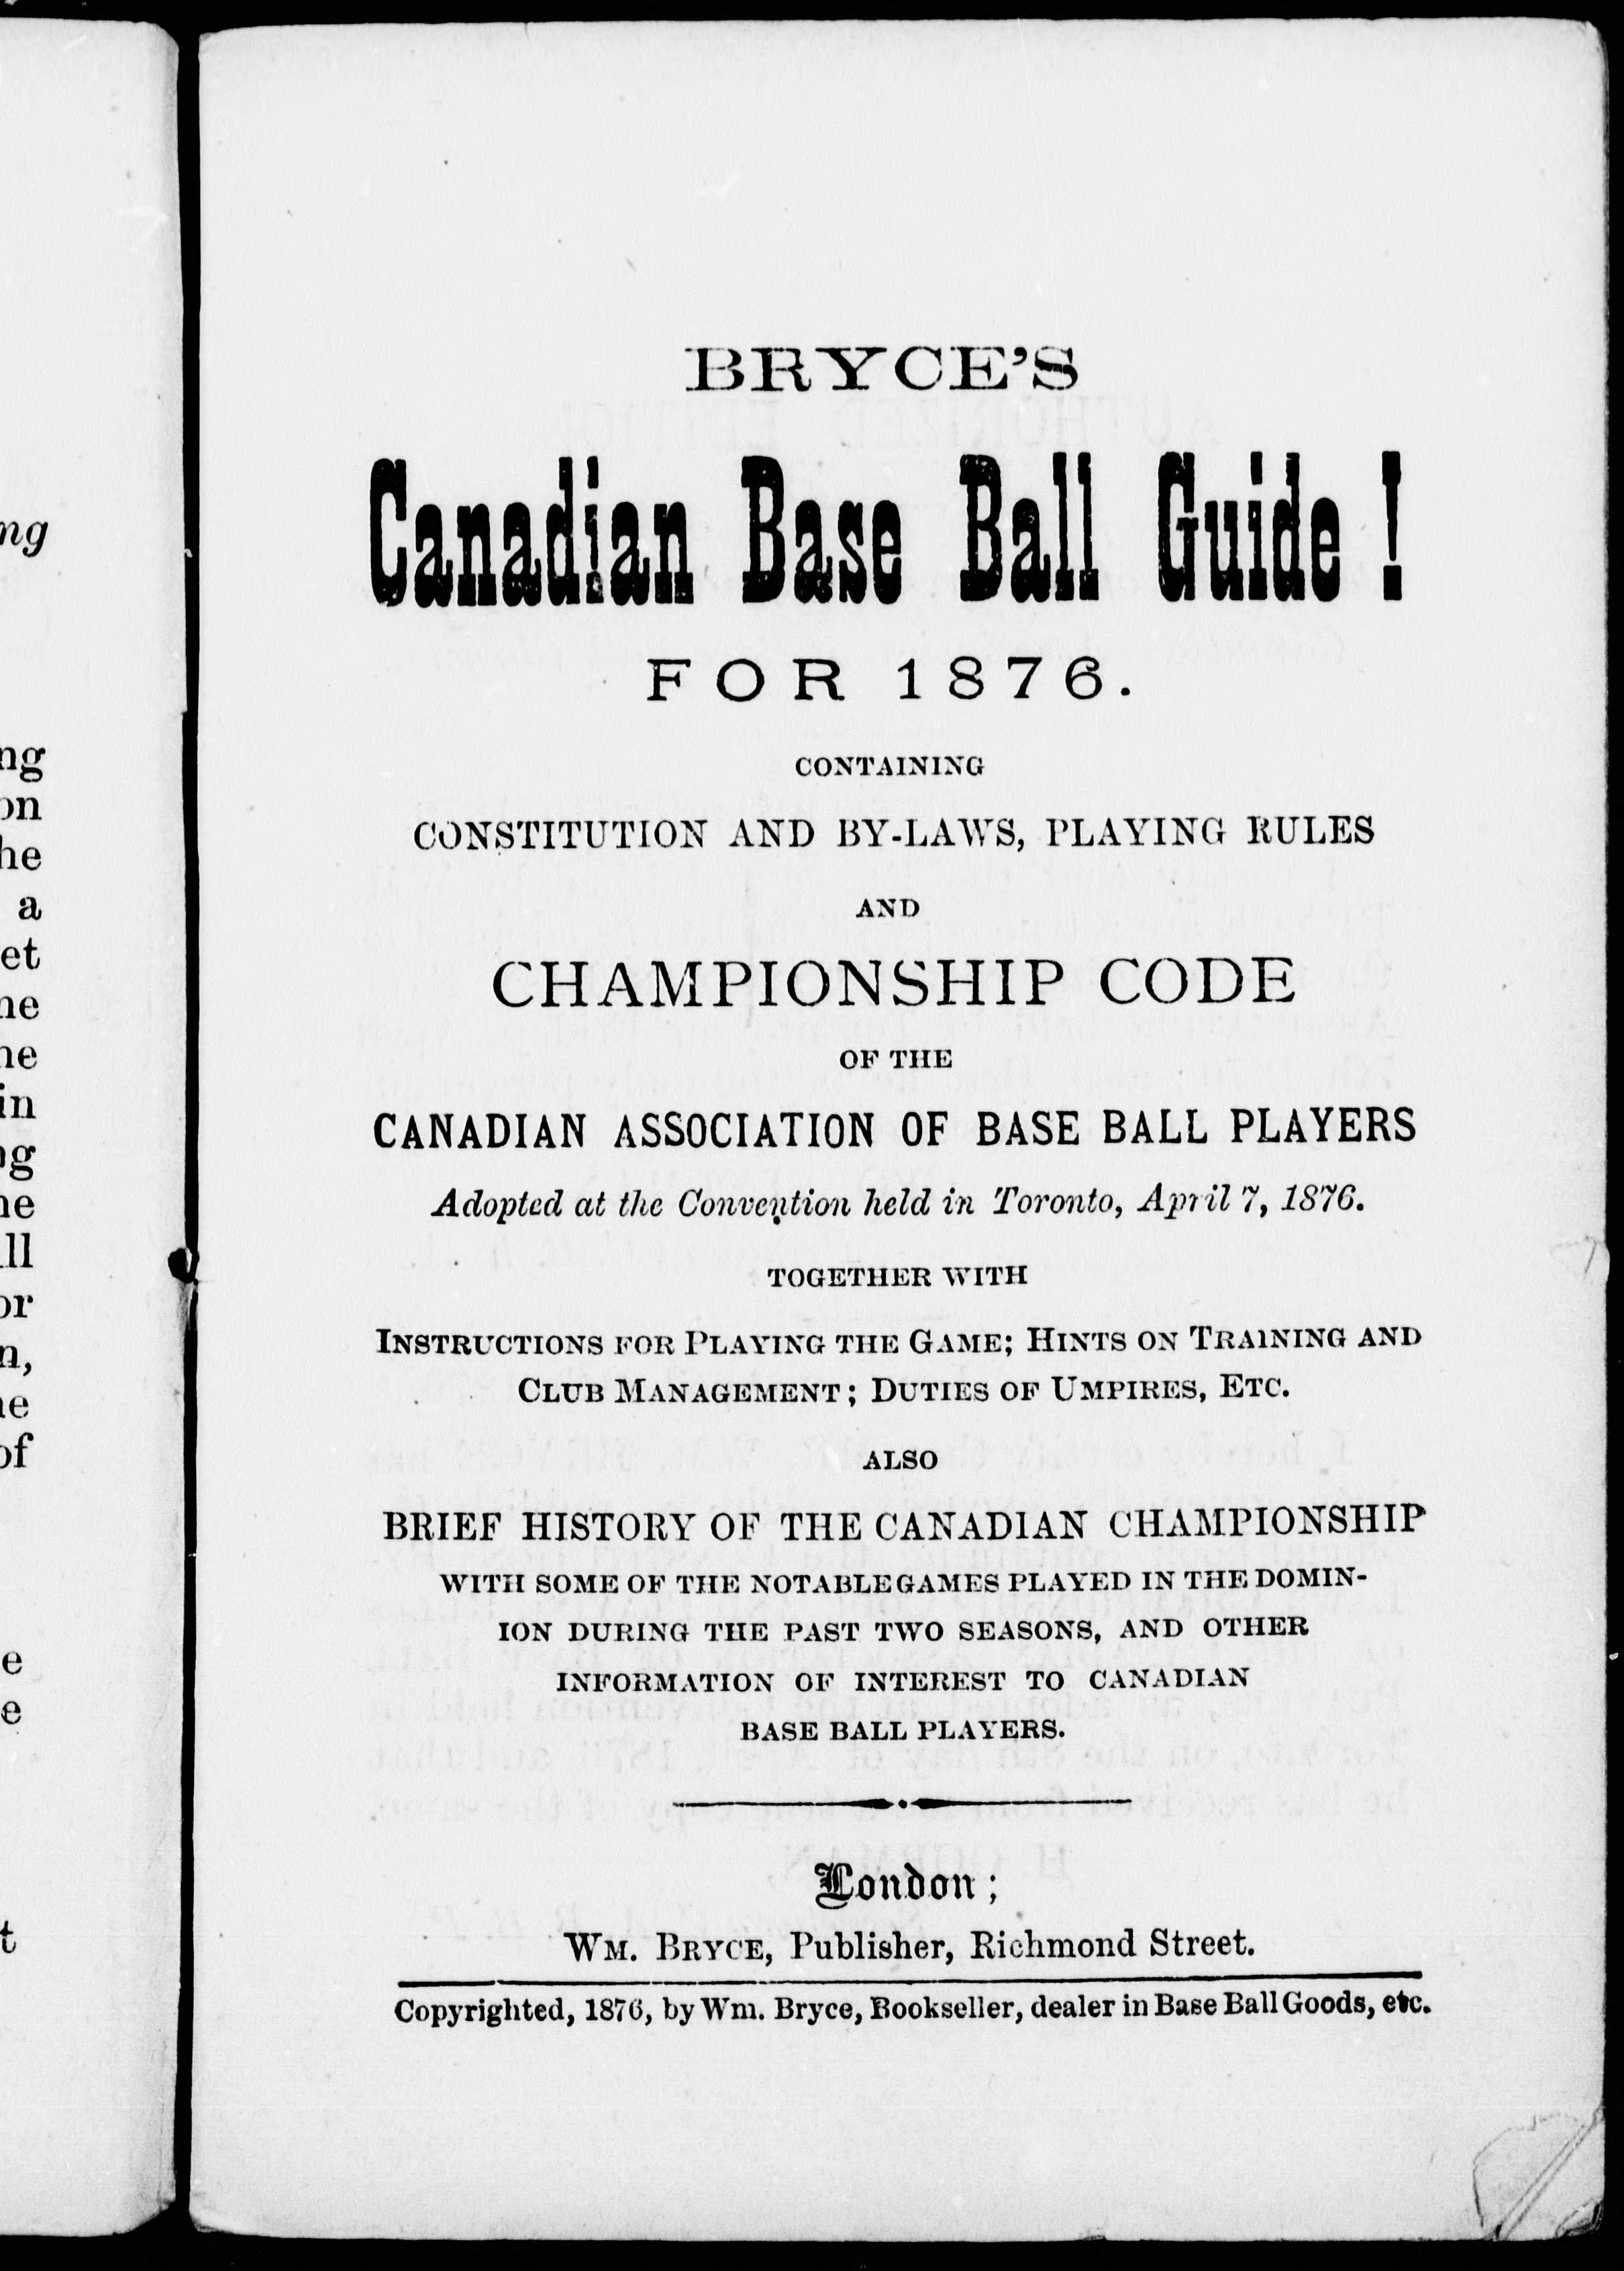 BRYCE'S
Canadian Base Ball Guide !
FOR 1876.
CONTAINING
CONSTITUTION AND BY-LAWS, PLAYING RULES
AND
CHAMPIONSHIP CODE
OF THE
CANADIAN ASSOCIATION OF BASE BALL PLAYERS
Adopted at the Convention held in Toronto, April 7, 1876.
TOGETHER WITH
INSTRUCTIONS FOR PLAYING THE GAME; HINTS ON TRAINING AND
CLUB MANAGEMENT; DUTIES OF UMPIRES, ETC.
ALSO
BRIEF HISTORY OF THE CANADIAN CHAMPIONSHIP
WITH SOME OF THE NOTABLE GAMES PLAYED IN THE DOMIN-
ION DURING THE PAST TWO SEASONS, AND OTHER
INFORMATION OF INTEREST TO CANADIAN
BASE BALL PLAYERS.
London;
WM. BRYCE, Publisher, Richmond Street.
Copyrighted, 1876, by Wm. Bryce, Bookseller, dealer in Base Ball Goods, etc.